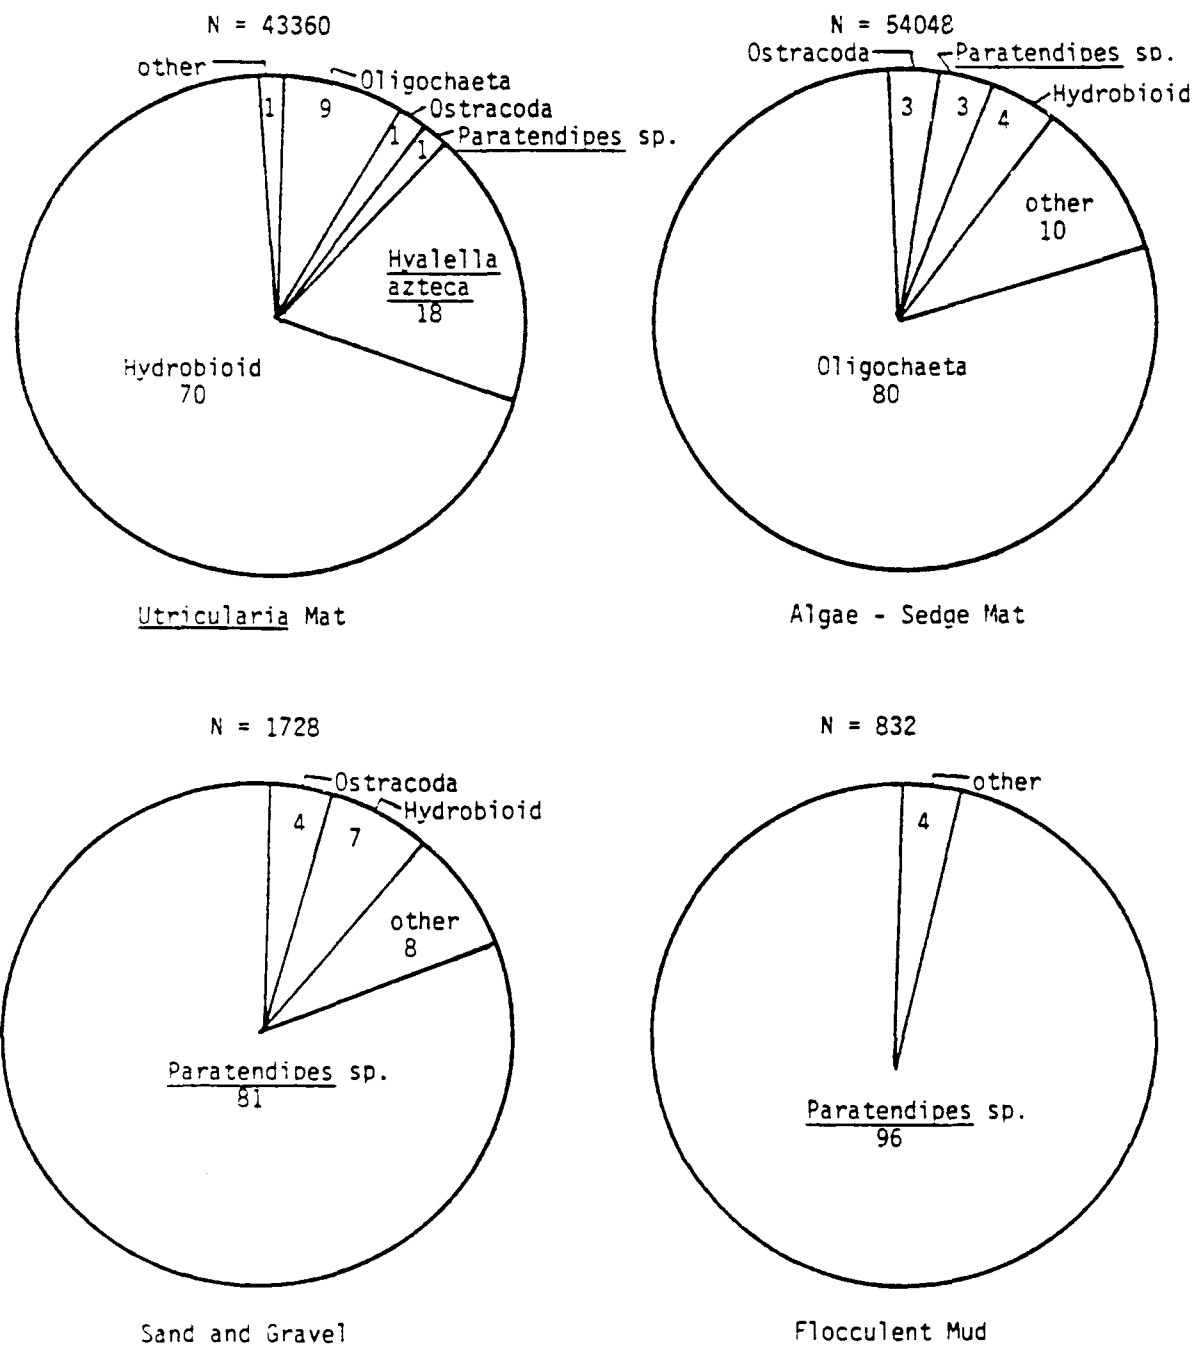 N = 43360
other
Oligochaeta
Ostracoda
Paratendipes sp.
1
9
1
1
Hyalella
azteca
18
Hydrobioid
70
Utricularia Mat
N = 54048
Ostracoda
Paratendipes sp.
Hydrobioid
3
3
4
other
10
Oligochaeta
80
Algae - Sedge Mat
N = 1728
Ostracoda
Hydrobioid
4
7
other
8
Paratendipes sp.
81
Sand and Gravel
N = 832
other
4
Paratendipes sp.
96
Flocculent Mud